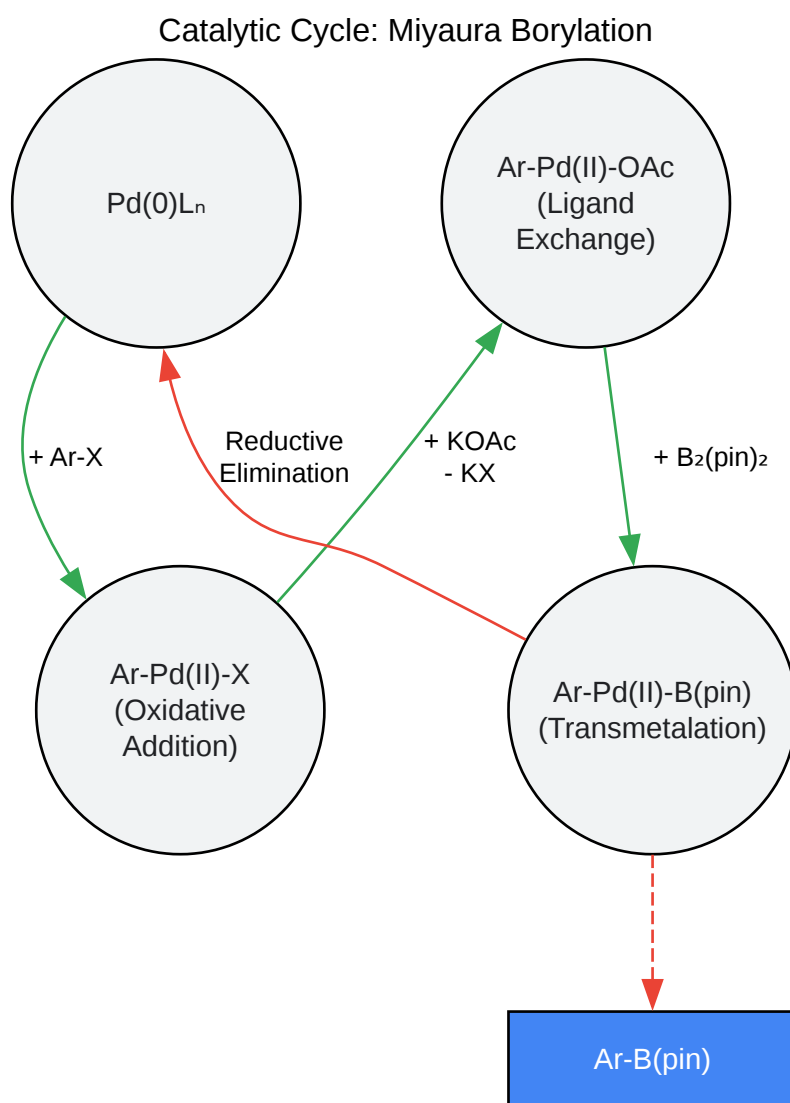 Catalytic Cycle: Miyaura Borylation
Pd(0)Lₙ
Ar-Pd(II)-OAc
(Ligand
Exchange)
+ Ar-X
Reductive
Elimination
+ KOAc
- KX
+ B₂(pin)₂
Ar-Pd(II)-X
(Oxidative
Addition)
Ar-Pd(II)-B(pin)
(Transmetalation)
Ar-B(pin)